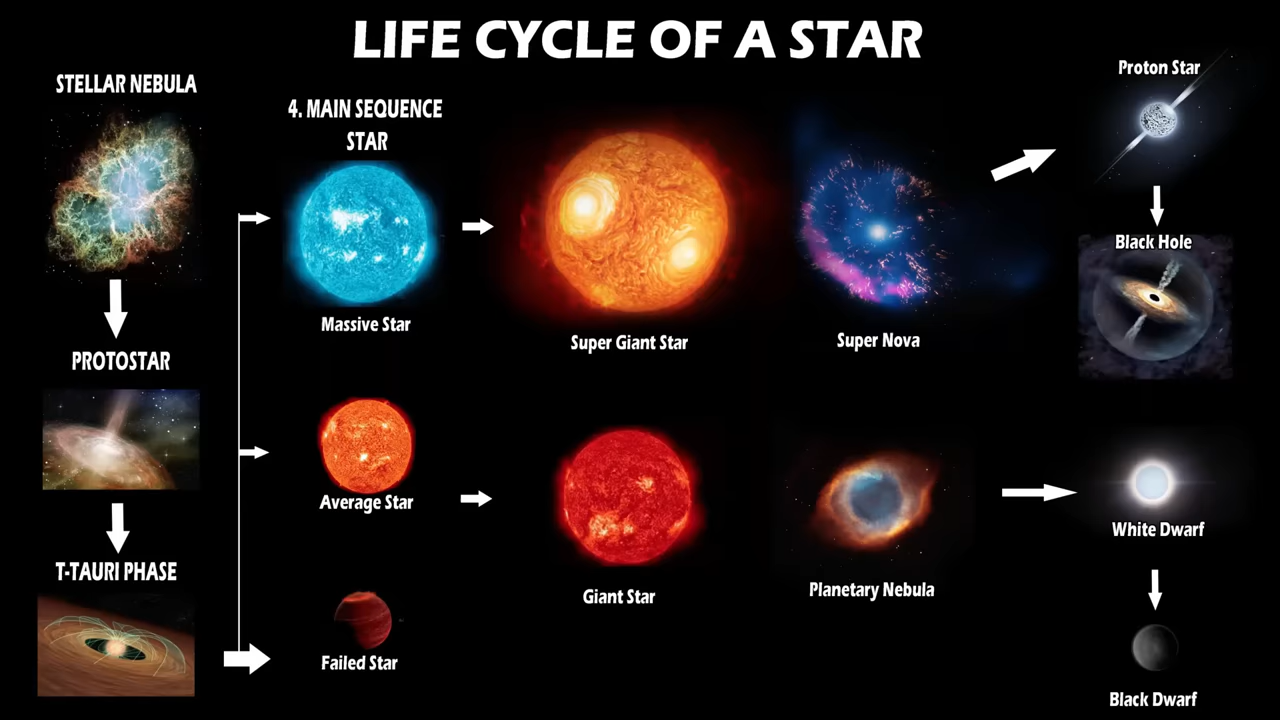 LIFE CYCLE OF A STAR
STELLAR NEBULA
PROTOSTAR
T-TAURI PHASE
4. MAIN SEQUENCE
STAR
Massive Star
Super Giant Star
Super Nova
Proton Star
Black Hole
Average Star
Giant Star
Planetary Nebula
White Dwarf
Failed Star
Black Dwarf